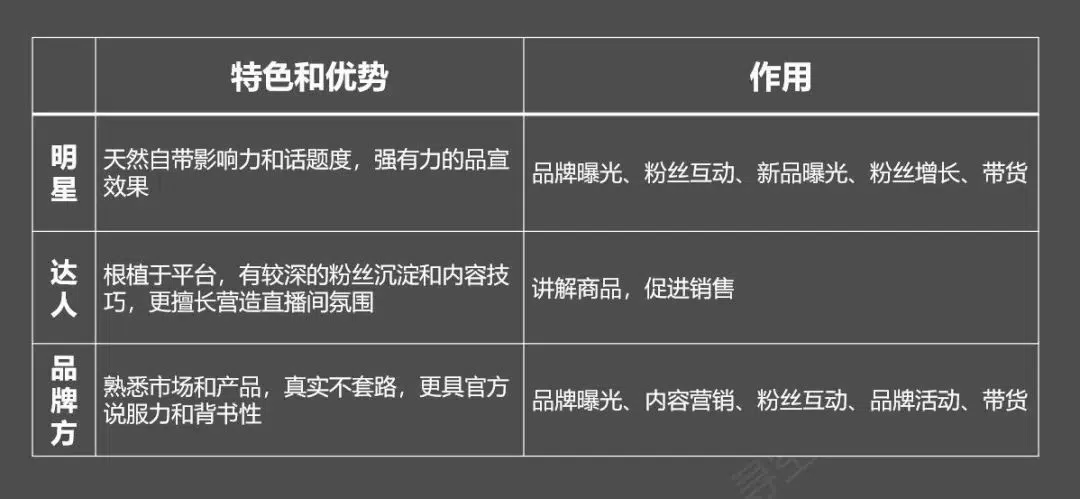 特色和优势
作用
明星
天然自带影响力和话题度，强有力的品宣
效果
品牌曝光、粉丝互动、新品曝光、粉丝增长、带货
达人
根植于平台，有较深的粉丝沉淀和内容技
巧，更擅长营造直播间氛围
讲解商品，促进销售
品牌方
熟悉市场和产品，真实不套路，更具官方
说服力和背书性
品牌曝光、内容营销、粉丝互动、品牌活动、带货